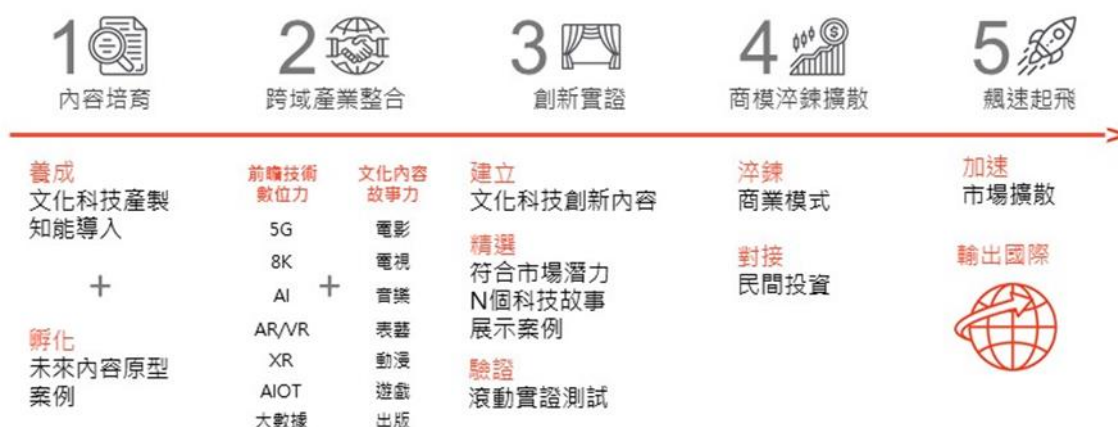 1
內容培育
2
跨域產業整合
3
創新實證
4
商模淬鍊擴散
5
飆速起飛
養成
文化科技產製
知能導入
+
孵化
未來內容原型
案例
前瞻技術
數位力
5G
8K
AI
AR/VR
XR
AIOT
大數據
+
文化內容
故事力
電影
電視
音樂
表藝
動漫
遊戲
出版
建立
文化科技創新內容
精選
符合市場潛力
N個科技故事
展示案例
驗證
滾動實證測試
淬鍊
商業模式
對接
民間投資
加速
市場擴散
輸出國際